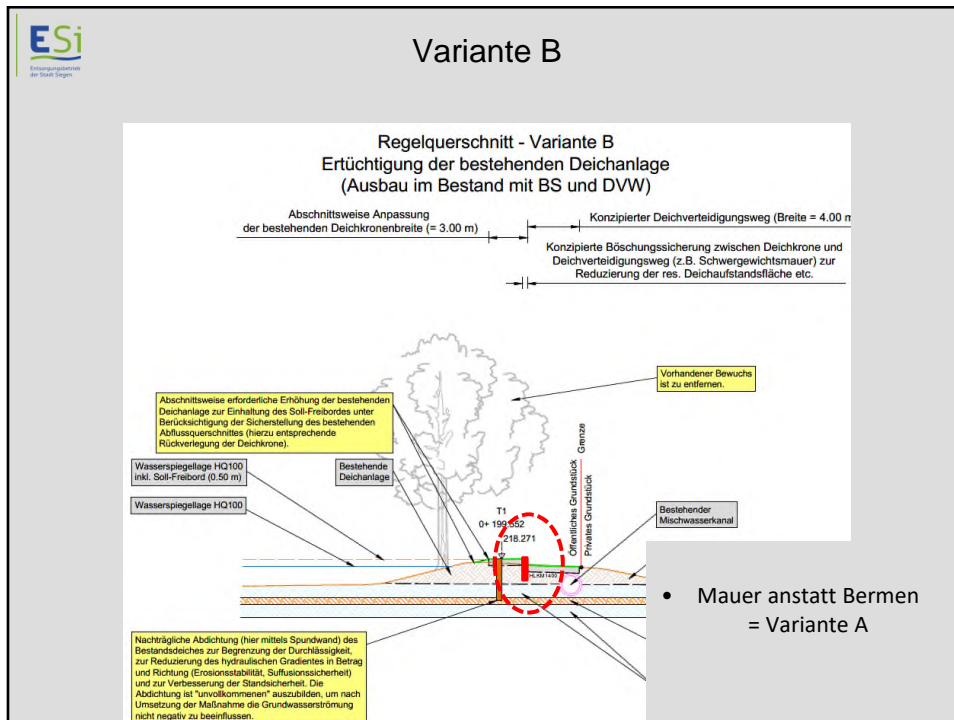 ESi
Entsorgungsbetrieb
der Stadt Siegen
Variante B
Regelquerschnitt - Variante B
Ertüchtigung der bestehenden Deichanlage
(Ausbau im Bestand mit BS und DVW)
Abschnittsweise Anpassung
der bestehenden Deichkronenbreite (= 3.00 m)
Konzipierter Deichverteidigungsweg (Breite = 4.00 m
Konzipierte Böschungssicherung zwischen Deichkrone und
Deichverteidigungsweg (z.B. Schwergewichtsmauer) zur
Reduzierung der res. Deichaufstandsfläche etc.
Vorhandener Bewuchs
ist zu entfernen.
Abschnittsweise erforderliche Erhöhung der bestehenden
Deichanlage zur Einhaltung des Soll-Freibordes unter
Berücksichtigung der Sicherstellung des bestehenden
Abflussquerschnittes (hierzu entsprechende
Rückverlegung der Deichkrone).
Wasserspiegellage HQ100
inkl. Soll-Freibord (0.50 m)
Bestehende
Deichanlage
Wasserspiegellage HQ100
T1
0+ 199.652
218.271
Öffentliches Grundstück
Privates Grundstück
Grenze
Bestehender
Mischwasserkanal
HLKM1400
Nachträgliche Abdichtung (hier mittels Spundwand) des
Bestandsdeiches zur Begrenzung der Durchlässigkeit,
zur Reduzierung des hydraulischen Gradientes in Betrag
und Richtung (Erosionsstabilität, Suffusionssicherheit)
und zur Verbesserung der Standsicherheit. Die
Abdichtung ist "unvollkommenen" auszubilden, um nach
Umsetzung der Maßnahme die Grundwasserströmung
nicht negativ zu beeinflussen.
• Mauer anstatt Bermen
= Variante A